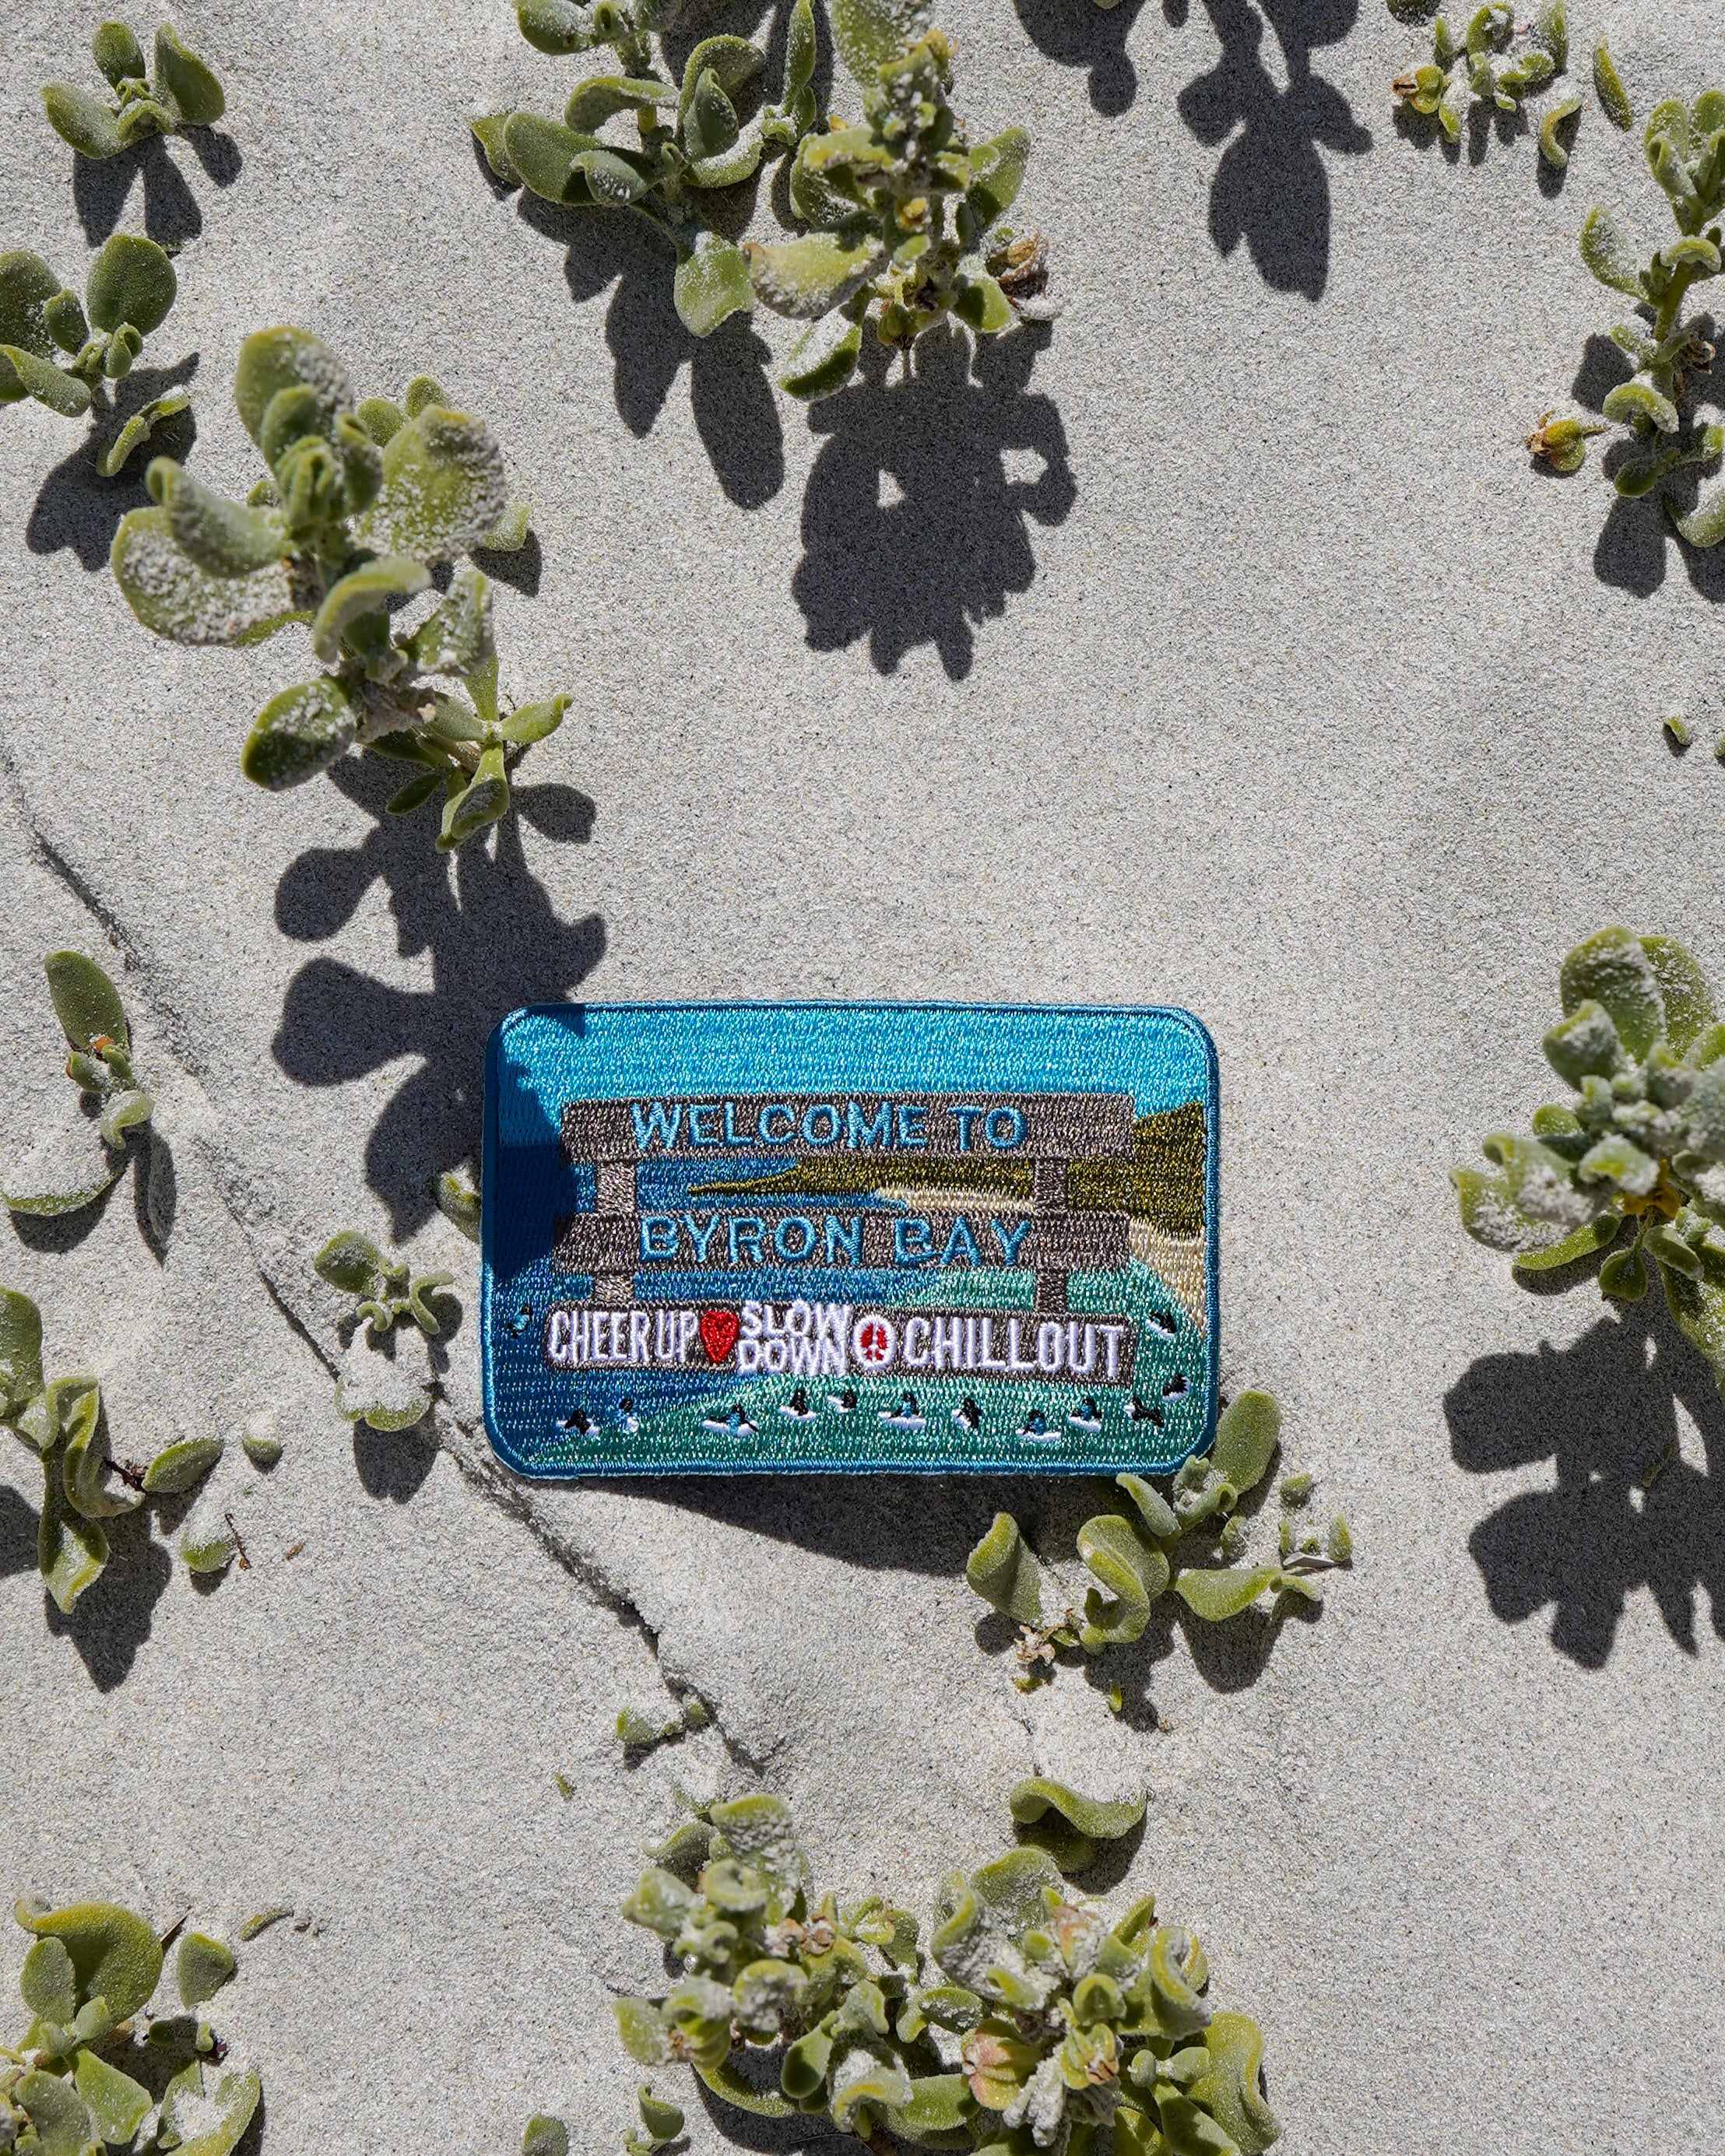 WELCOME TO
BYRON BAY
CHEER UP SLOW DOWN CHILL OUT